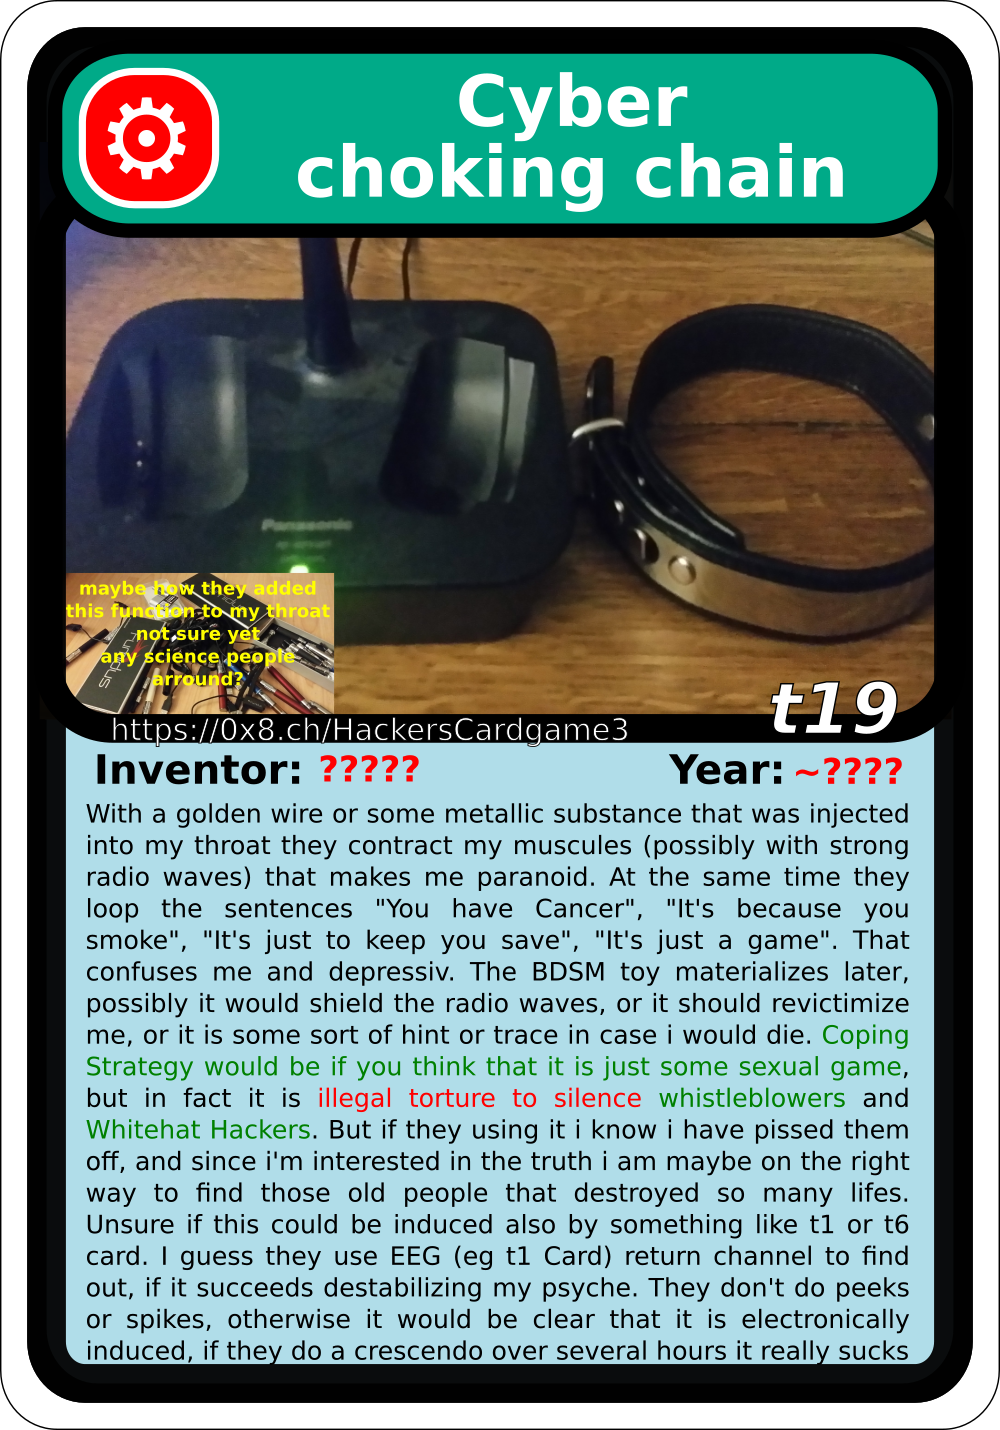 Cyber
choking chain
Panasonic
maybe how they added
this function to my throat
not sure yet
any science people
arround?
t19
https://0x8.ch/HackersCardgame3
Inventor: ????? Year: ~????
With a golden wire or some metallic substance that was injected
into my throat they contract my muscules (possibly with strong
radio waves) that makes me paranoid. At the same time they
loop the sentences "You have Cancer", "It's because you
smoke", "It's just to keep you save", "It's just a game". That
confuses me and depressiv. The BDSM toy materializes later,
possibly it would shield the radio waves, or it should revictimize
me, or it is some sort of hint or trace in case i would die. Coping
Strategy would be if you think that it is just some sexual game,
but in fact it is illegal torture to silence whistleblowers and
Whitehat Hackers. But if they using it i know i have pissed them
off, and since i'm interested in the truth i am maybe on the right
way to find those old people that destroyed so many lifes.
Unsure if this could be induced also by something like t1 or t6
card. I guess they use EEG (eg t1 Card) return channel to find
out, if it succeeds destabilizing my psyche. They don't do peeks
or spikes, otherwise it would be clear that it is electronically
induced, if they do a crescendo over several hours it really sucks